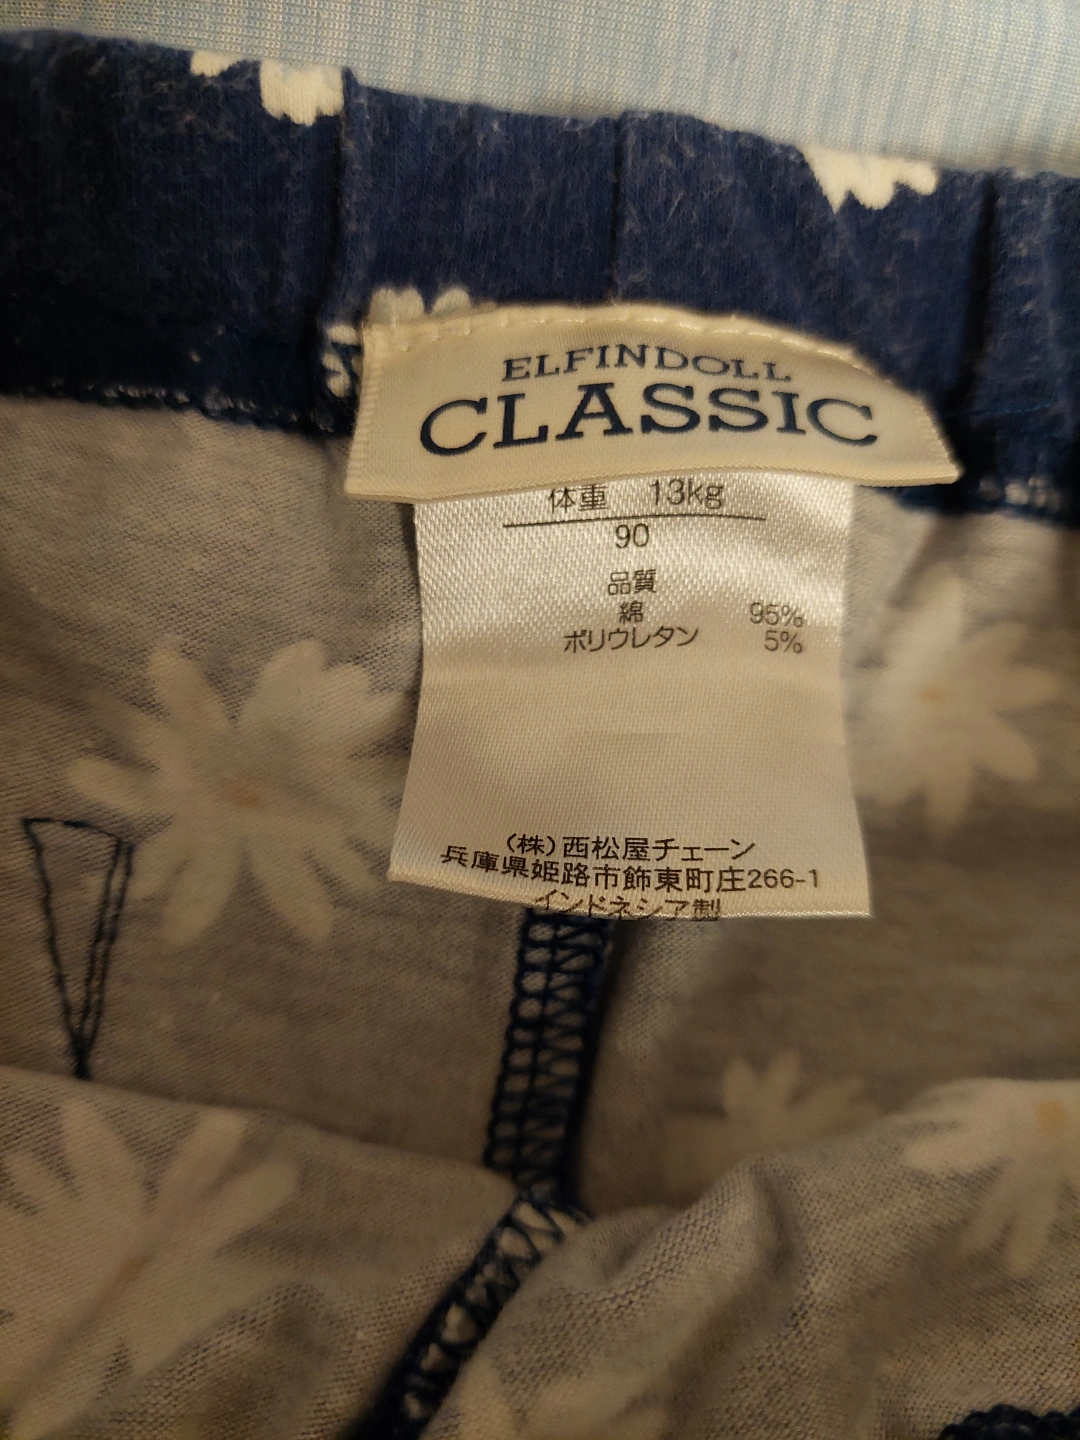 ELFINDOLL
CLASSIC
体重 13kg
90
品質
綿 95%
ポリウレタン 5%
(株)西松屋チェーン
兵庫県姫路市飾東町庄266-1
インドネシア製